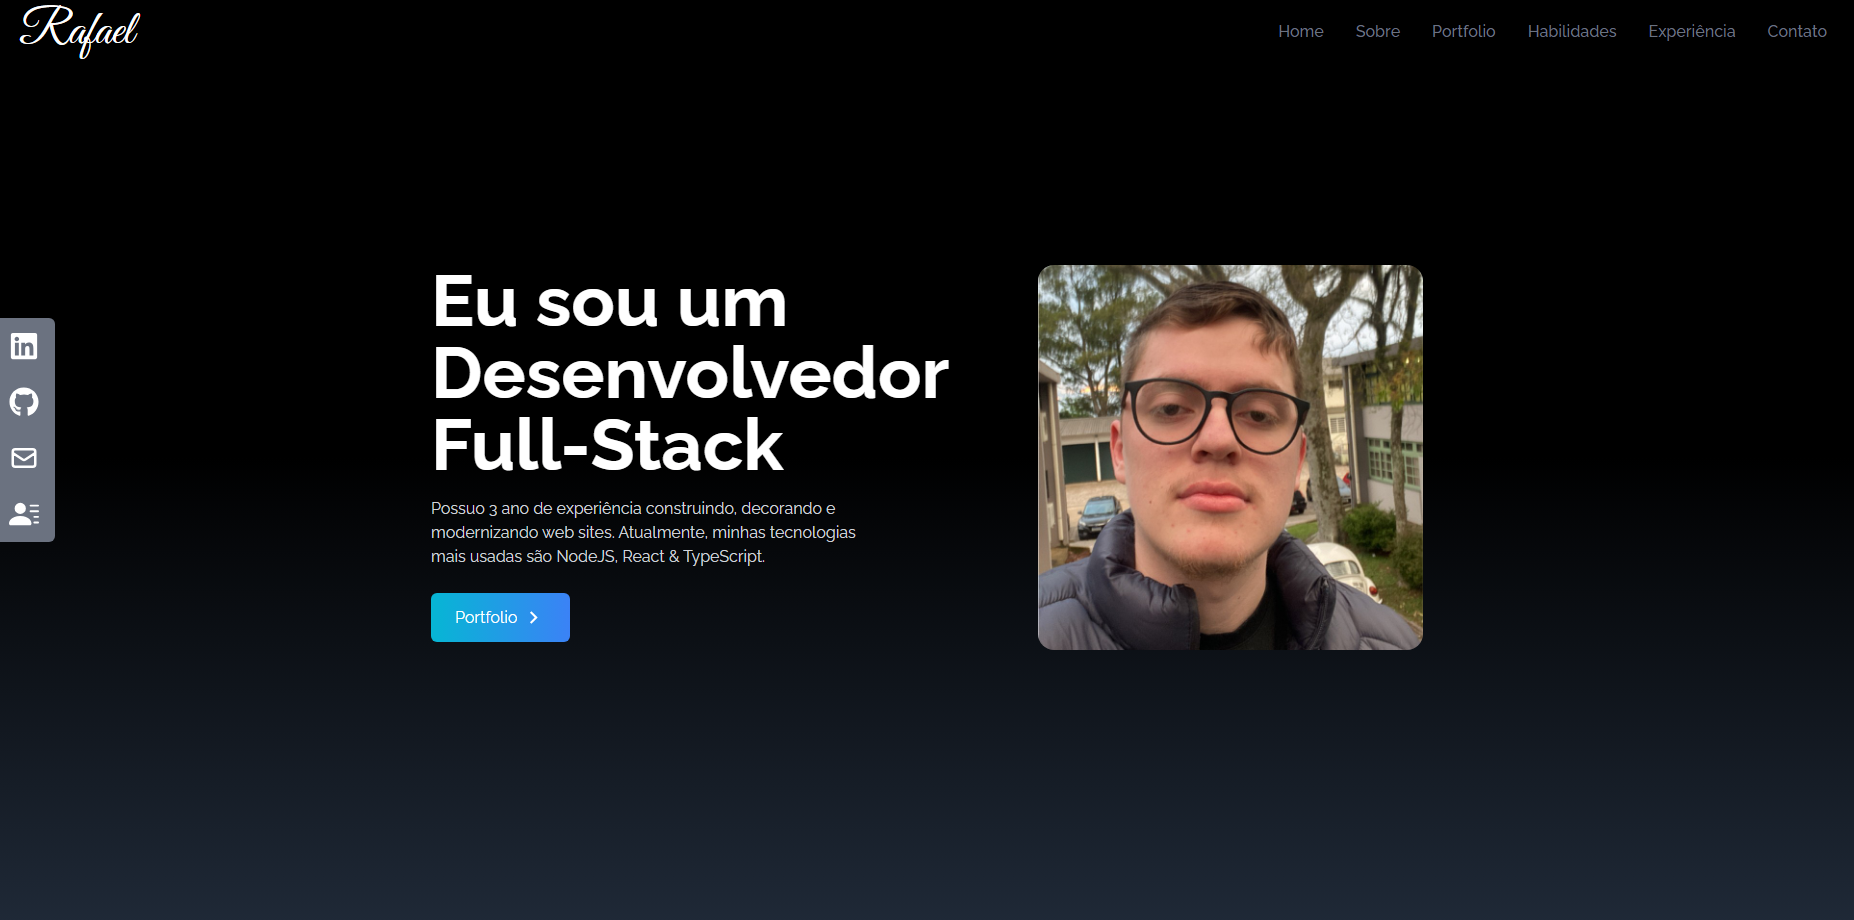 Rafael
Home Sobre Portfolio Habilidades Experiência Contato
Eu sou um
Desenvolvedor
Full-Stack
Possuo 3 ano de experiência construindo, decorando e
modernizando web sites. Atualmente, minhas tecnologias
mais usadas são NodeJS, React & TypeScript.
Portfolio
in